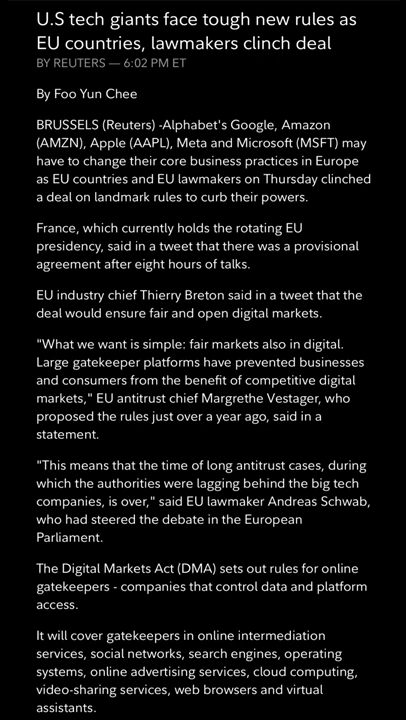 U.S tech giants face tough new rules as
EU countries, lawmakers clinch deal
BY REUTERS — 6:02 PM ET
By Foo Yun Chee
BRUSSELS (Reuters) -Alphabet's Google, Amazon
(AMZN), Apple (AAPL), Meta and Microsoft (MSFT) may
have to change their core business practices in Europe
as EU countries and EU lawmakers on Thursday clinched
a deal on landmark rules to curb their powers.
France, which currently holds the rotating EU
presidency, said in a tweet that there was a provisional
agreement after eight hours of talks.
EU industry chief Thierry Breton said in a tweet that the
deal would ensure fair and open digital markets.
"What we want is simple: fair markets also in digital.
Large gatekeeper platforms have prevented businesses
and consumers from the benefit of competitive digital
markets," EU antitrust chief Margrethe Vestager, who
proposed the rules just over a year ago, said in a
statement.
"This means that the time of long antitrust cases, during
which the authorities were lagging behind the big tech
companies, is over," said EU lawmaker Andreas Schwab,
who had steered the debate in the European
Parliament.
The Digital Markets Act (DMA) sets out rules for online
gatekeepers - companies that control data and platform
access.
It will cover gatekeepers in online intermediation
services, social networks, search engines, operating
systems, online advertising services, cloud computing,
video-sharing services, web browsers and virtual
assistants.